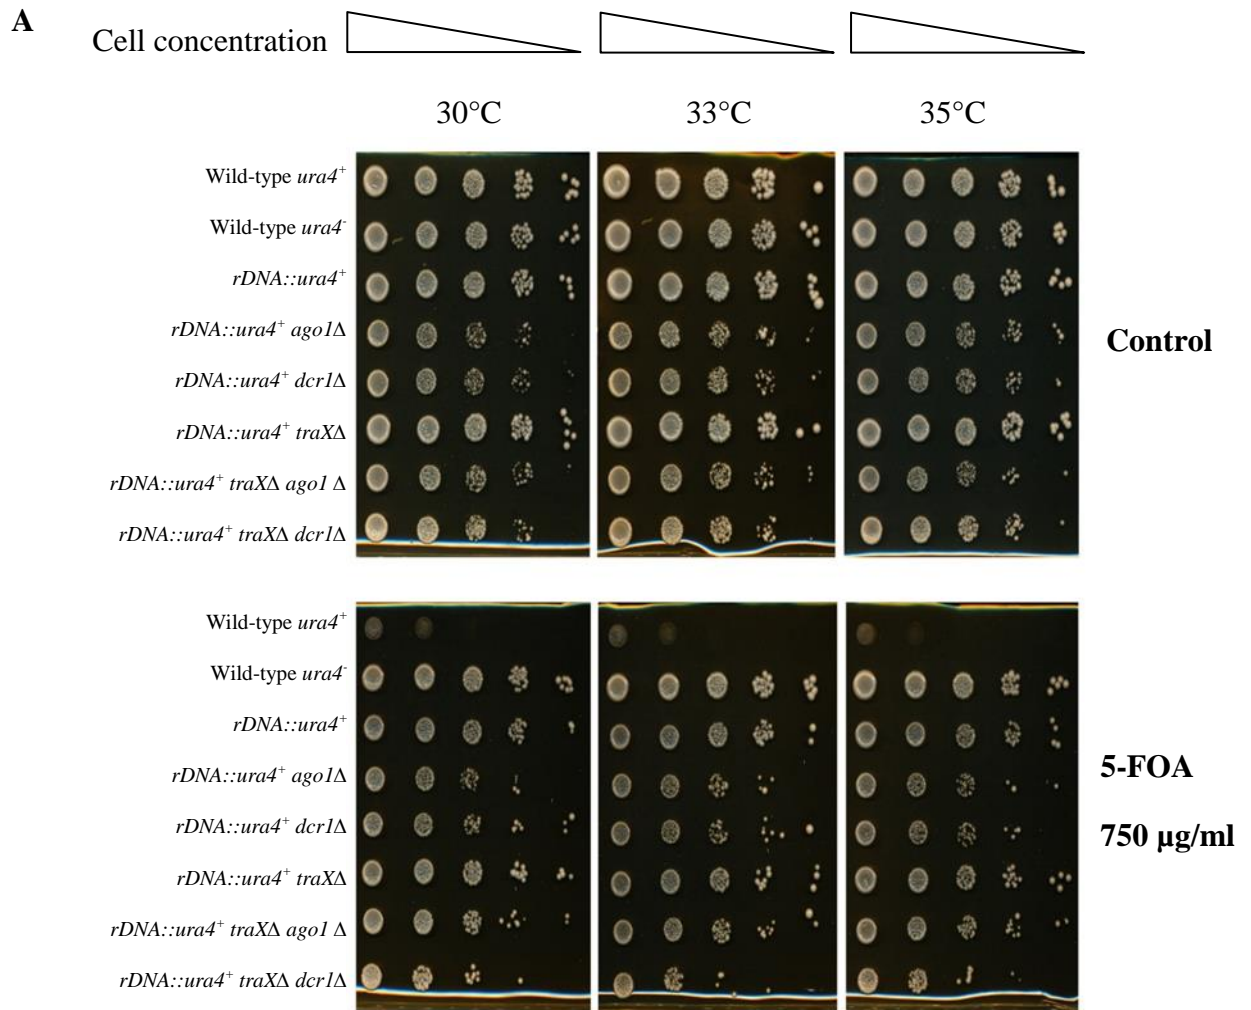 A
Cell concentration
30°C 33°C 35°C
Wild-type ura4⁺
Wild-type ura4⁻
rDNA::ura4⁺
rDNA::ura4⁺ ago1Δ
rDNA::ura4⁺ dcr1Δ
rDNA::ura4⁺ traXΔ
rDNA::ura4⁺ traXΔ ago1 Δ
rDNA::ura4⁺ traXΔ dcr1Δ
Control
Wild-type ura4⁺
Wild-type ura4⁻
rDNA::ura4⁺
rDNA::ura4⁺ ago1Δ
rDNA::ura4⁺ dcr1Δ
rDNA::ura4⁺ traXΔ
rDNA::ura4⁺ traXΔ ago1 Δ
rDNA::ura4⁺ traXΔ dcr1Δ
5-FOA
750 µg/ml